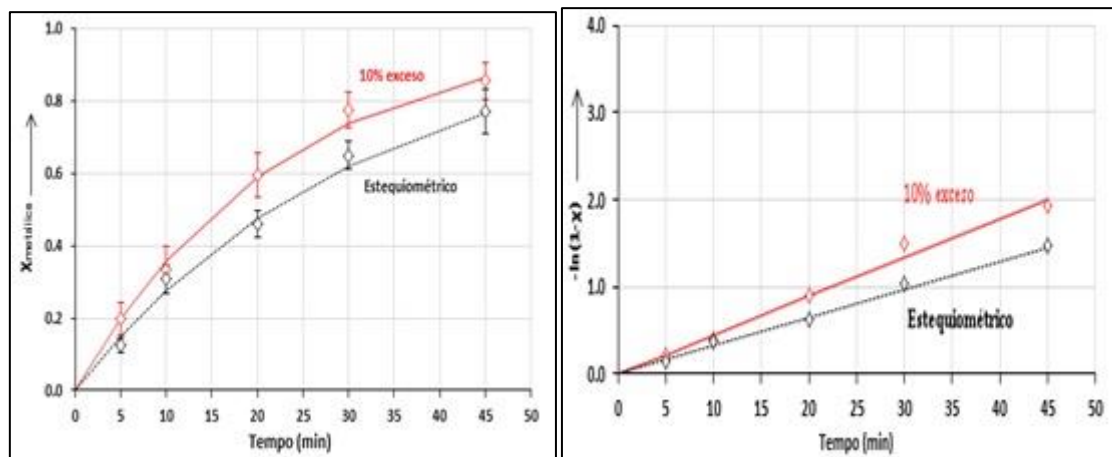 1.0
0.8
0.6
0.4
0.2
0.0
Xmetálica
10% exceso
Estequiométrico
0 5 10 15 20 25 30 35 40 45 50
Tempo (min)
4.0
3.0
2.0
1.0
0.0
-ln(1-X)
10% exceso
Estequiométrico
0 5 10 15 20 25 30 35 40 45 50
Tempo (min)